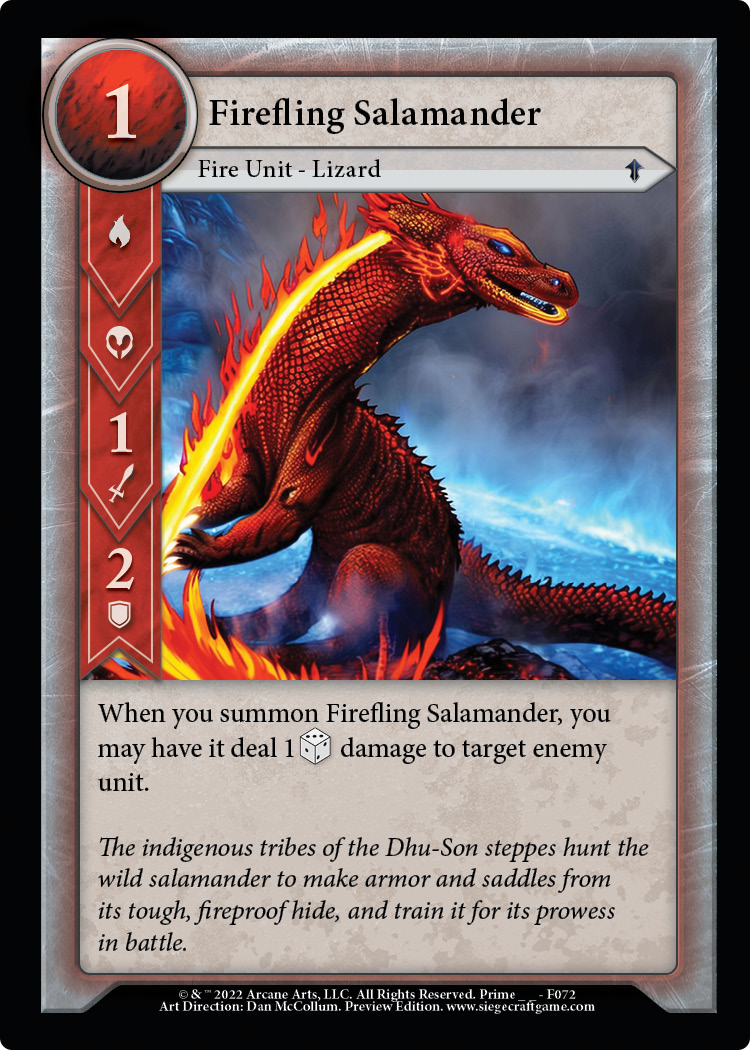 1
Firefling Salamander
Fire Unit - Lizard
1
2
When you summon Firefling Salamander, you
may have it deal 1 damage to target enemy
unit.
The indigenous tribes of the Dhu-Son steppes hunt the
wild salamander to make armor and saddles from
its tough, fireproof hide, and train it for its prowess
in battle.
© & ™ 2022 Arcane Arts, LLC. All Rights Reserved. Prime _ _ - F072
Art Direction: Dan McCollum. Preview Edition. www.siegecraftgame.com